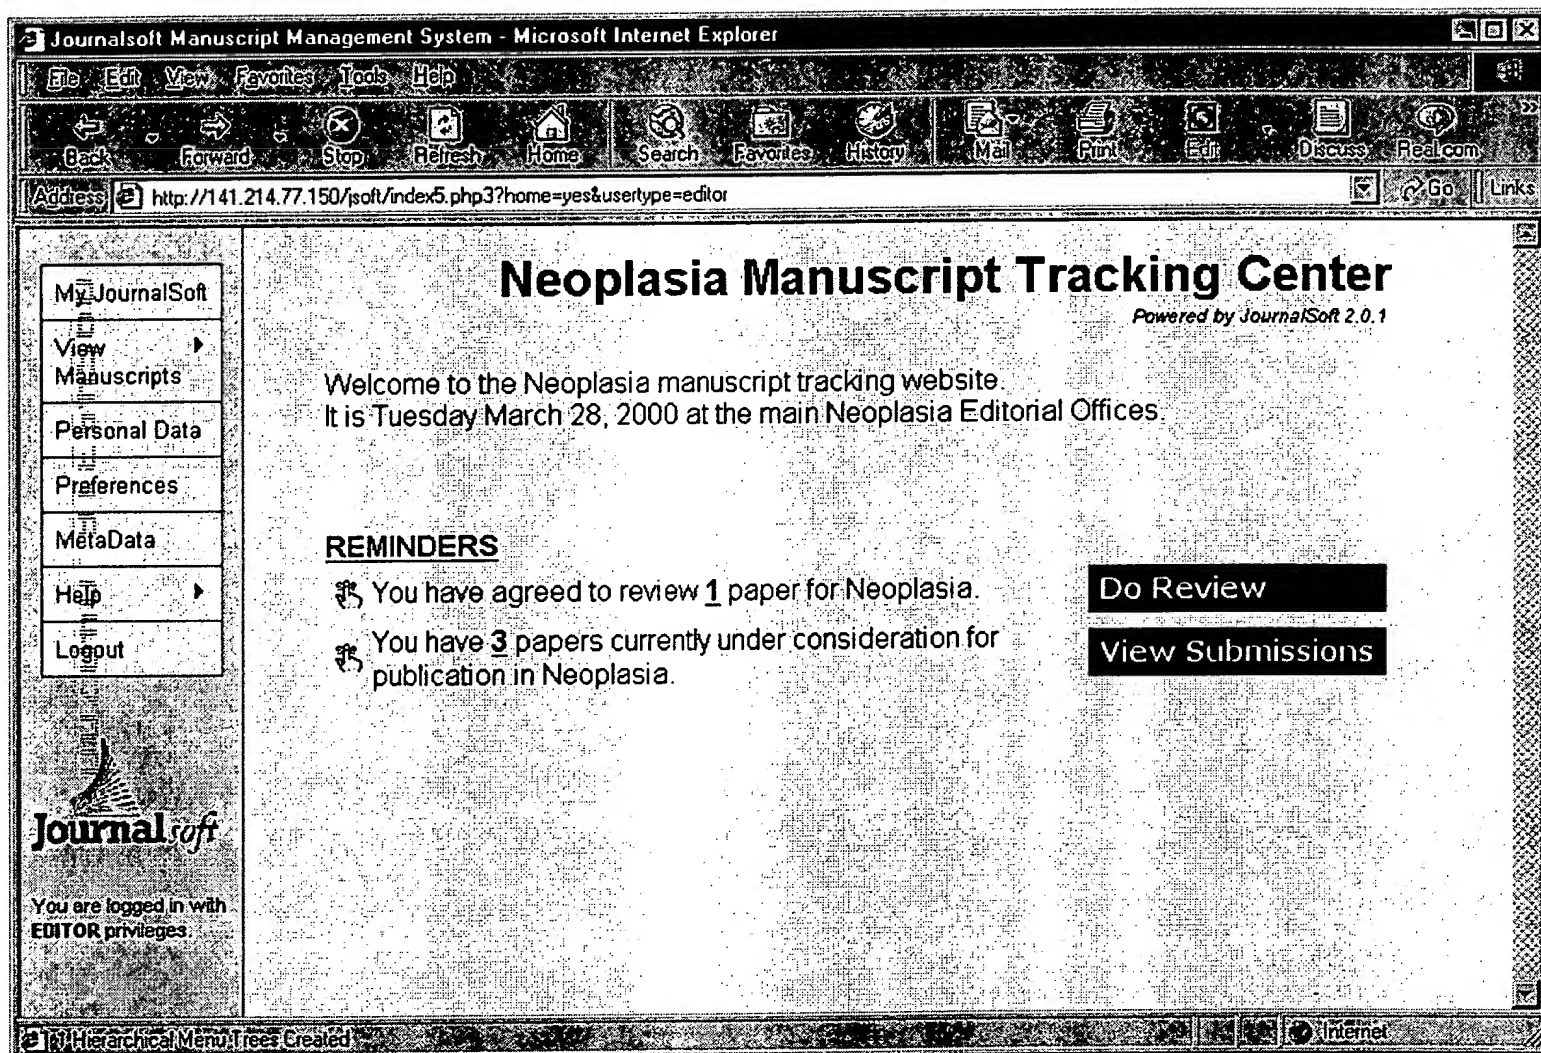 Journalsoft Manuscript Management System - Microsoft Internet Explorer
File Edit View Favorites Tools Help
Back Forward Stop Refresh Home Search Favorites History Mail Print Edit Discuss Real.com
Address http://141.214.77.150/jsoft/index5.php3?home=yes&usertype=editor Go Links
Neoplasia Manuscript Tracking Center
Powered by JournalSoft 2.0.1
My JournalSoft
View
Manuscripts
Personal Data
Preferences
MetaData
Help
Logout
Journalsoft
You are logged in with
EDITOR privileges
Welcome to the Neoplasia manuscript tracking website.
It is Tuesday March 28, 2000 at the main Neoplasia Editorial Offices.
REMINDERS
You have agreed to review 1 paper for Neoplasia.
Do Review
You have 3 papers currently under consideration for
publication in Neoplasia.
View Submissions
Hierarchical Menu Trees Created
Internet